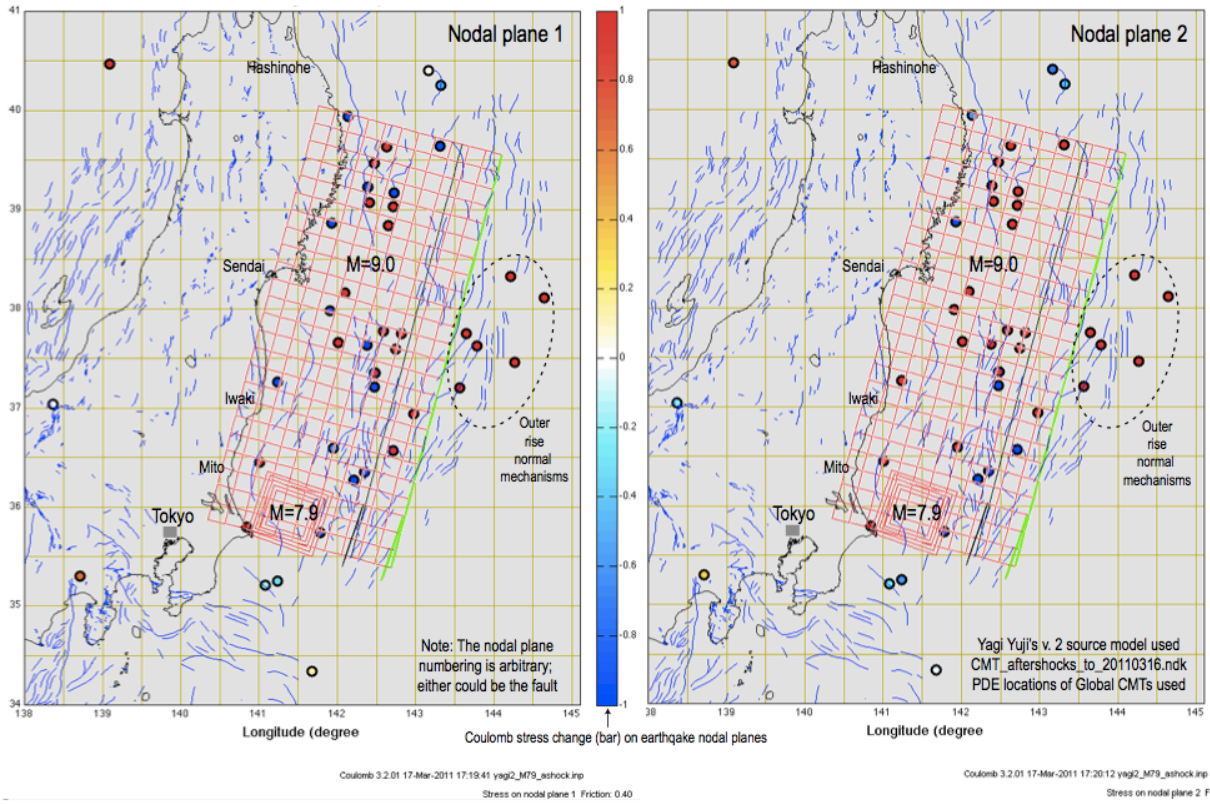 Nodal plane 1
Hashinohe
M=9.0
Sendai
Iwaki
Mito
M=7.9
Tokyo
Outer
rise
normal
mechanisms
Note: The nodal plane
numbering is arbitrary;
either could be the fault
41
40
39
38
37
36
35
34
138
139
140
141
142
143
144
145
Longitude (degree
1
0.8
0.6
0.4
0.2
0
-0.2
-0.4
-0.6
-0.8
-1
Coulomb stress change (bar) on earthqake nodal planes
Coulomb 3.2.01 17-Mar-2011 17:19:41 yagi2_M79_ashock.inp
Stress on nodal plane 1 Friction: 0.40
Nodal plane 2
Hashinohe
M=9.0
Sendai
Iwaki
Mito
M=7.9
Tokyo
Outer
rise
normal
mechanisms
Yagi Yuji's v. 2 source model used
CMT_aftershocks_to_20110316.ndk
PDE locations of Global CMTs used
38
139
140
141
142
143
144
145
Longitude (degree
Coulomb 3.2.01 17-Mar-2011 17:20:12 yagi2_M79_ashock.inp
Stress on nodal plane 2 F